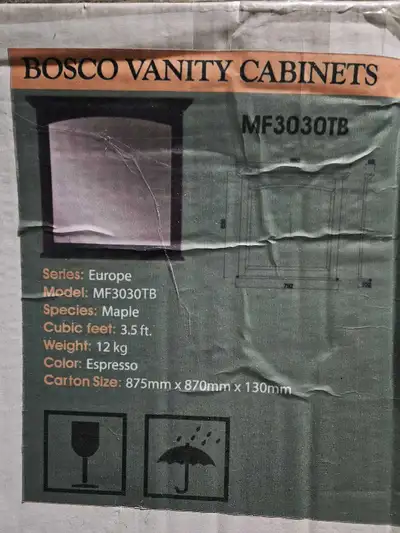 BOSCO VANITY CABINETS
MF3030TB
Series: Europe
Model: MF3030TB
Species: Maple
Cubic feet: 3.5 ft.
Weight: 12 kg
Color: Espresso
Carton Size: 875mm x 870mm x 130mm